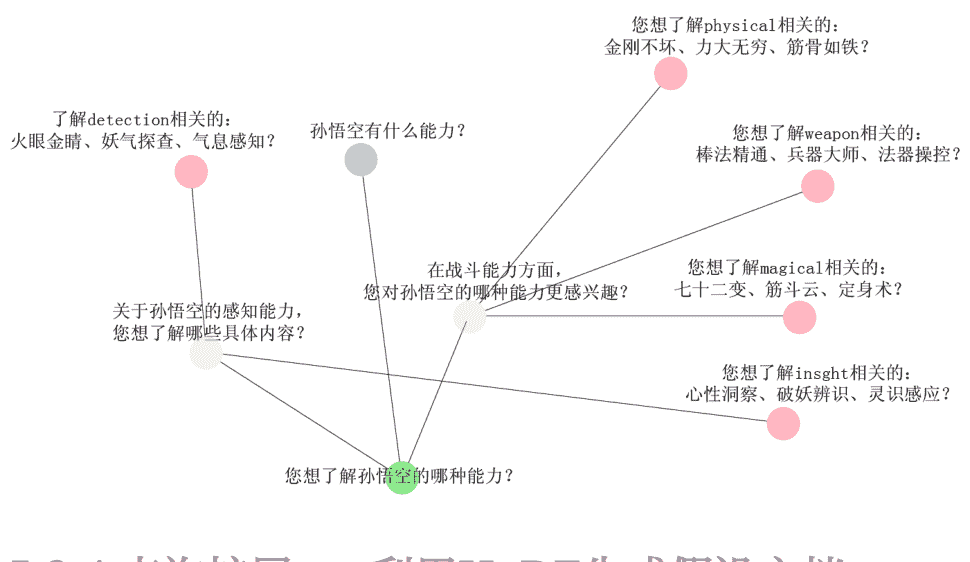 您想了解physical相关的:
金刚不坏、力大无穷、筋骨如铁？
了解detection相关的:
火眼金睛、妖气探查、气息感知？
孙悟空有什么能力？
您想了解weapon相关的:
棒法精通、兵器大师、法器操控？
在战斗能力方面，
您对孙悟空的哪种能力更感兴趣？
您想了解magical相关的:
七十二变、筋斗云、定身术？
关于孙悟空的感知能力，
您想了解哪些具体内容？
您想了解insght相关的:
心性洞察、破妖辨识、灵识感应？
您想了解孙悟空的哪种能力？